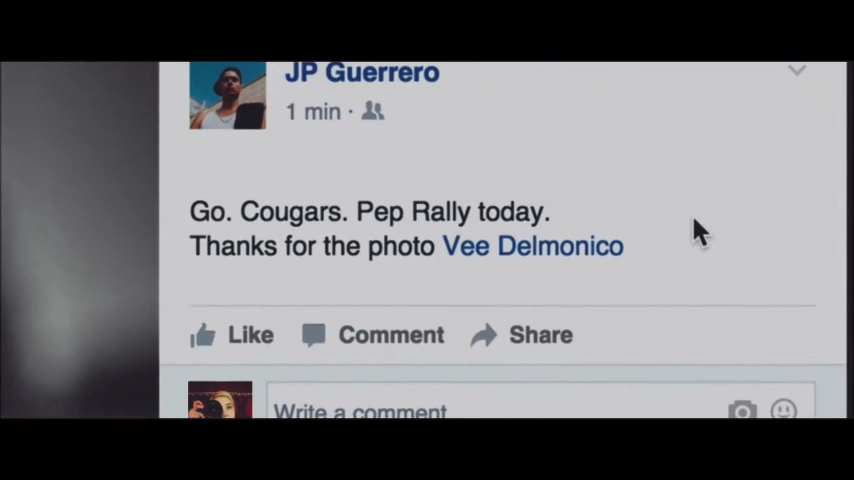 JP Guerrero
1 min ·
Go. Cougars. Pep Rally today.
Thanks for the photo Vee Delmonico
Like Comment Share
Write a comment